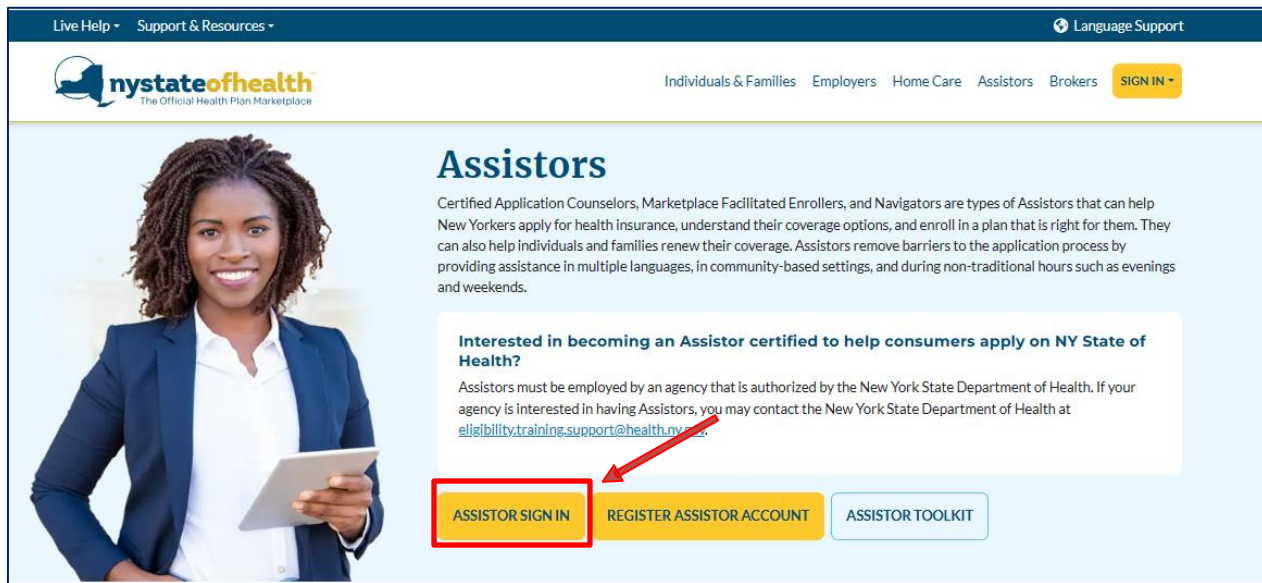 Live Help Support & Resources Language Support
nystateofhealth
The Official Health Plan Marketplace
Individuals & Families Employers Home Care Assistors Brokers SIGN IN
Assistors
Certified Application Counselors, Marketplace Facilitated Enrollers, and Navigators are types of Assistors that can help
New Yorkers apply for health insurance, understand their coverage options, and enroll in a plan that is right for them. They
can also help individuals and families renew their coverage. Assistors remove barriers to the application process by
providing assistance in multiple languages, in community-based settings, and during non-traditional hours such as evenings
and weekends.
Interested in becoming an Assistor certified to help consumers apply on NY State of
Health?
Assistors must be employed by an agency that is authorized by the New York State Department of Health. If your
agency is interested in having Assistors, you may contact the New York State Department of Health at
eligibility.training.support@health.ny.gov.
ASSISTOR SIGN IN REGISTER ASSISTOR ACCOUNT ASSISTOR TOOLKIT